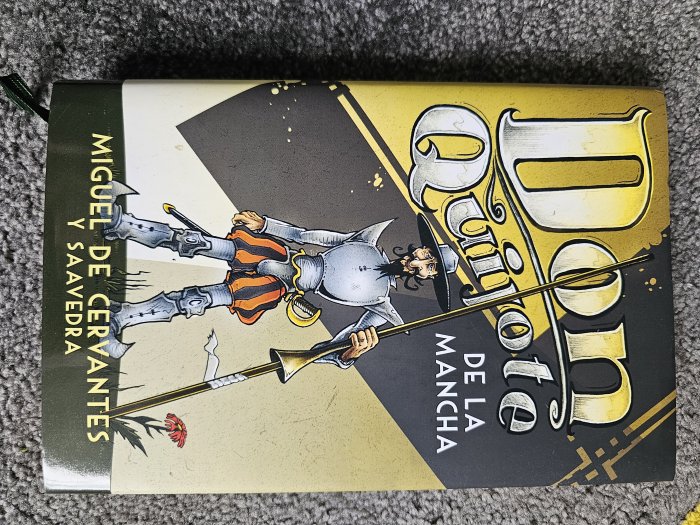 Don
Quijote
DE LA
MANCHA
MIGUEL DE CERVANTES
Y SAAVEDRA